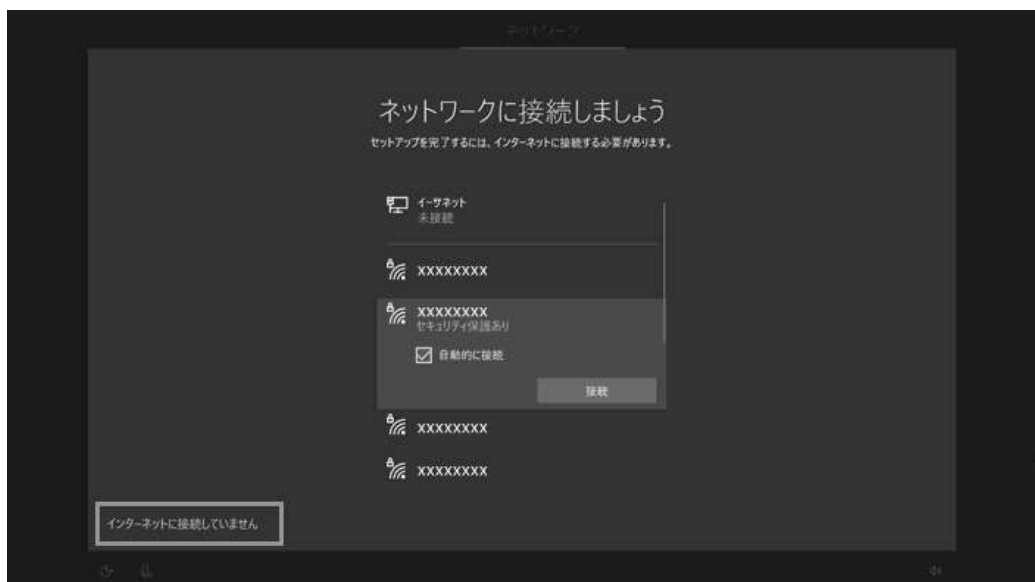 ネットワーク
ネットワークに接続しましょう
セットアップを完了するには、インターネットに接続する必要があります。
イーサネット
未接続
xxxxxxxx
xxxxxxxx
セキュリティ保護あり
自動的に接続
接続
xxxxxxxx
xxxxxxxx
インターネットに接続していません